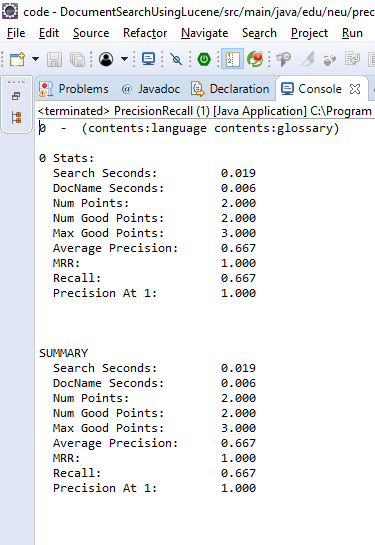 code - DocumentSearchUsingLucene/src/main/java/edu/neu/prec
File Edit Source Refactor Navigate Search Project Run
Problems @ Javadoc Declaration Console
<terminated> PrecisionRecall (1) [Java Application] C:\Program
0 - (contents:language contents:glossary)
0 Stats:
Search Seconds: 0.019
DocName Seconds: 0.006
Num Points: 2.000
Num Good Points: 2.000
Max Good Points: 3.000
Average Precision: 0.667
MRR: 1.000
Recall: 0.667
Precision At 1: 1.000
SUMMARY
Search Seconds: 0.019
DocName Seconds: 0.006
Num Points: 2.000
Num Good Points: 2.000
Max Good Points: 3.000
Average Precision: 0.667
MRR: 1.000
Recall: 0.667
Precision At 1: 1.000